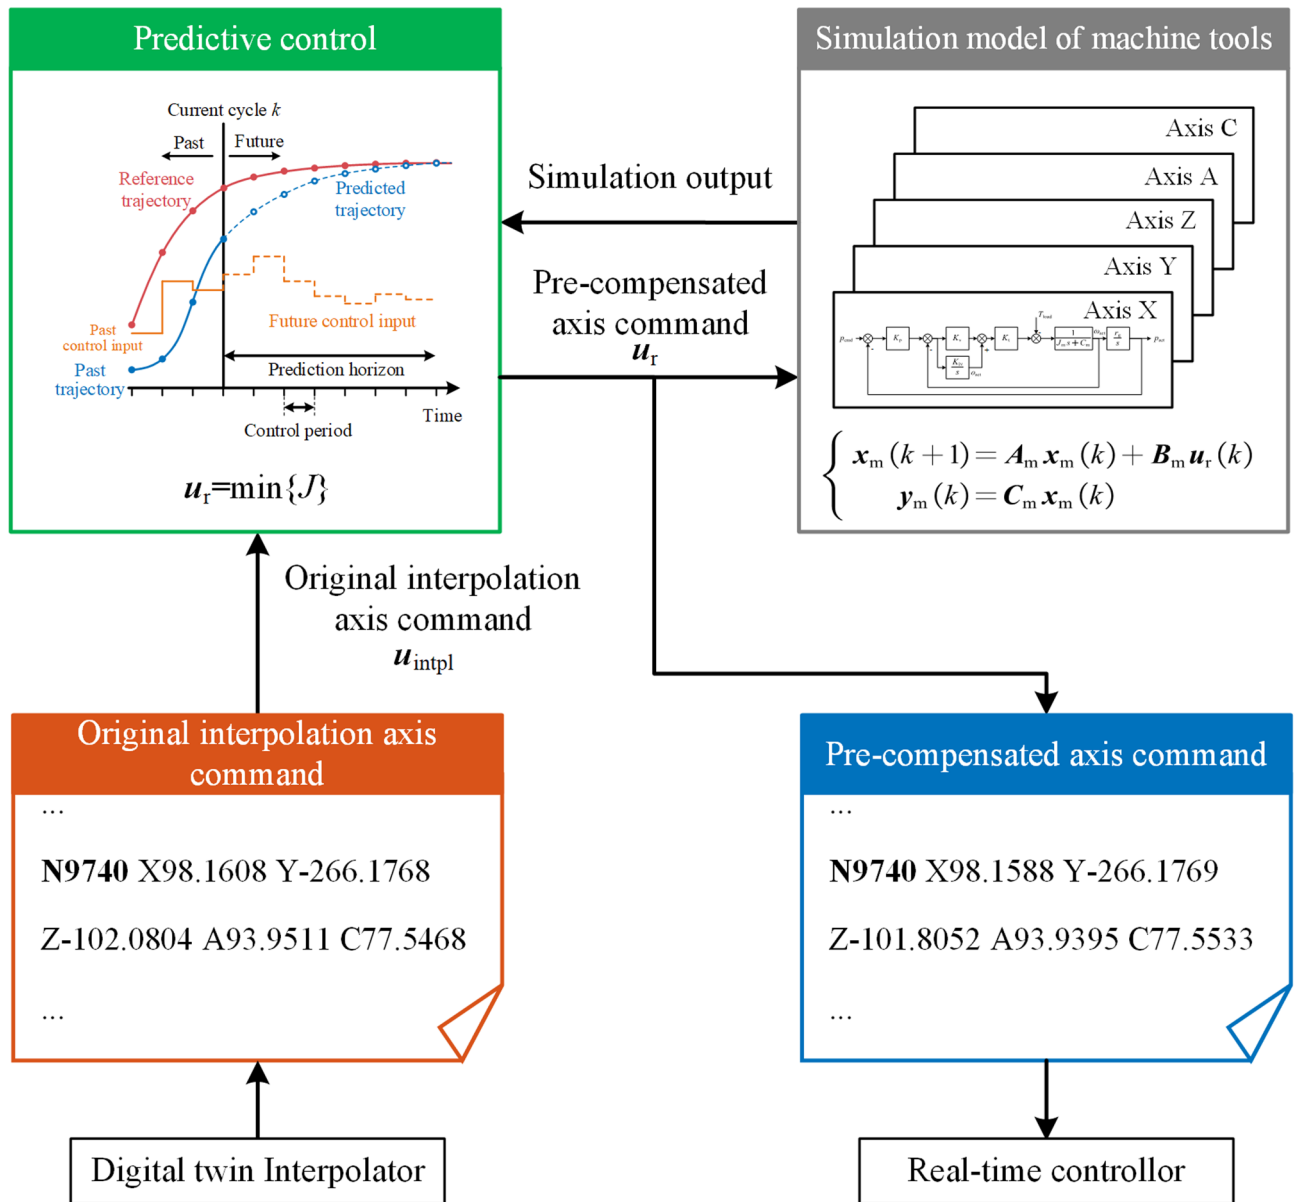 Predictive control
Current cycle k
Past
Future
Reference
trajectory
Predicted
trajectory
Past
control input
Future control input
Past
trajectory
Prediction horizon
Time
Control period
u_r=min{J}
Simulation output
Pre-compensated
axis command
u_r
Simulation model of machine tools
Axis C
Axis A
Axis Z
Axis Y
Axis X
x_m(k+1)=A_m x_m(k)+B_m u_r(k)
y_m(k)=C_m x_m(k)
Original interpolation
axis command
u_intpl
Original interpolation axis
command
...
N9740 X98.1608 Y-266.1768
Z-102.0804 A93.9511 C77.5468
...
Digital twin Interpolator
Pre-compensated axis command
...
N9740 X98.1588 Y-266.1769
Z-101.8052 A93.9395 C77.5533
...
Real-time controllor